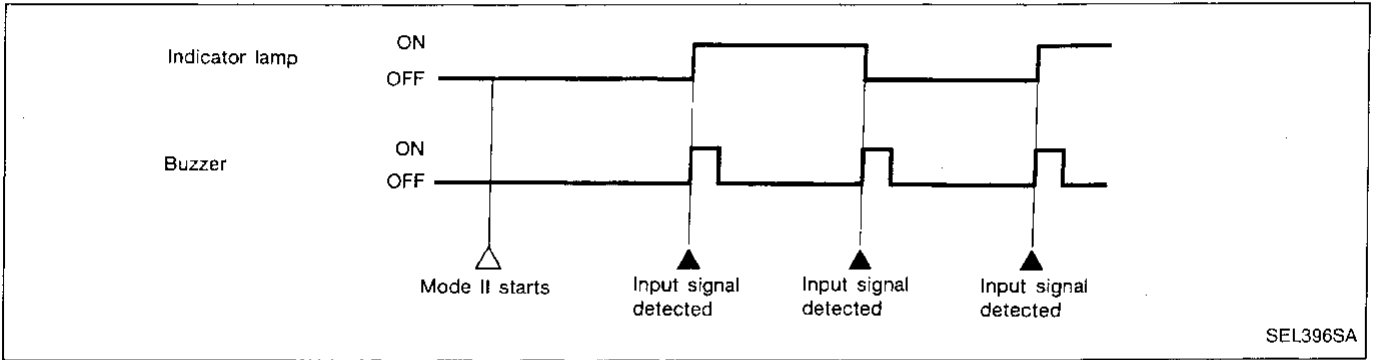 Indicator lamp
ON
OFF
Buzzer
ON
OFF
Mode II starts
Input signal
detected
Input signal
detected
Input signal
detected
SEL396SA